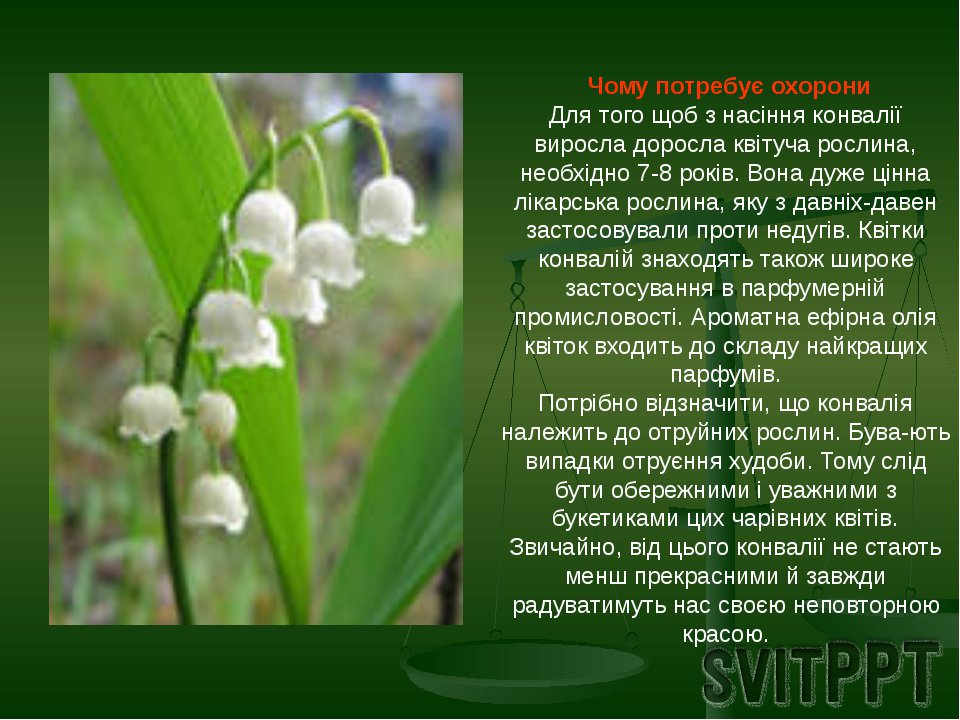 Чому потребує охорони
Для того щоб з насіння конвалії
виросла доросла квітуча рослина,
необхідно 7-8 років. Вона дуже цінна
лікарська рослина, яку з давніх-давен
застосовували проти недугів. Квітки
конвалій знаходять також широке
застосування в парфумерній
промисловості. Ароматна ефірна олія
квіток входить до складу найкращих
парфумів.
Потрібно відзначити, що конвалія
належить до отруйних рослин. Бува-ють
випадки отруєння худоби. Тому слід
бути обережними і уважними з
букетиками цих чарівних квітів.
Звичайно, від цього конвалії не стають
менш прекрасними й завжди
радуватимуть нас своєю неповторною
красою.
SVITPPT